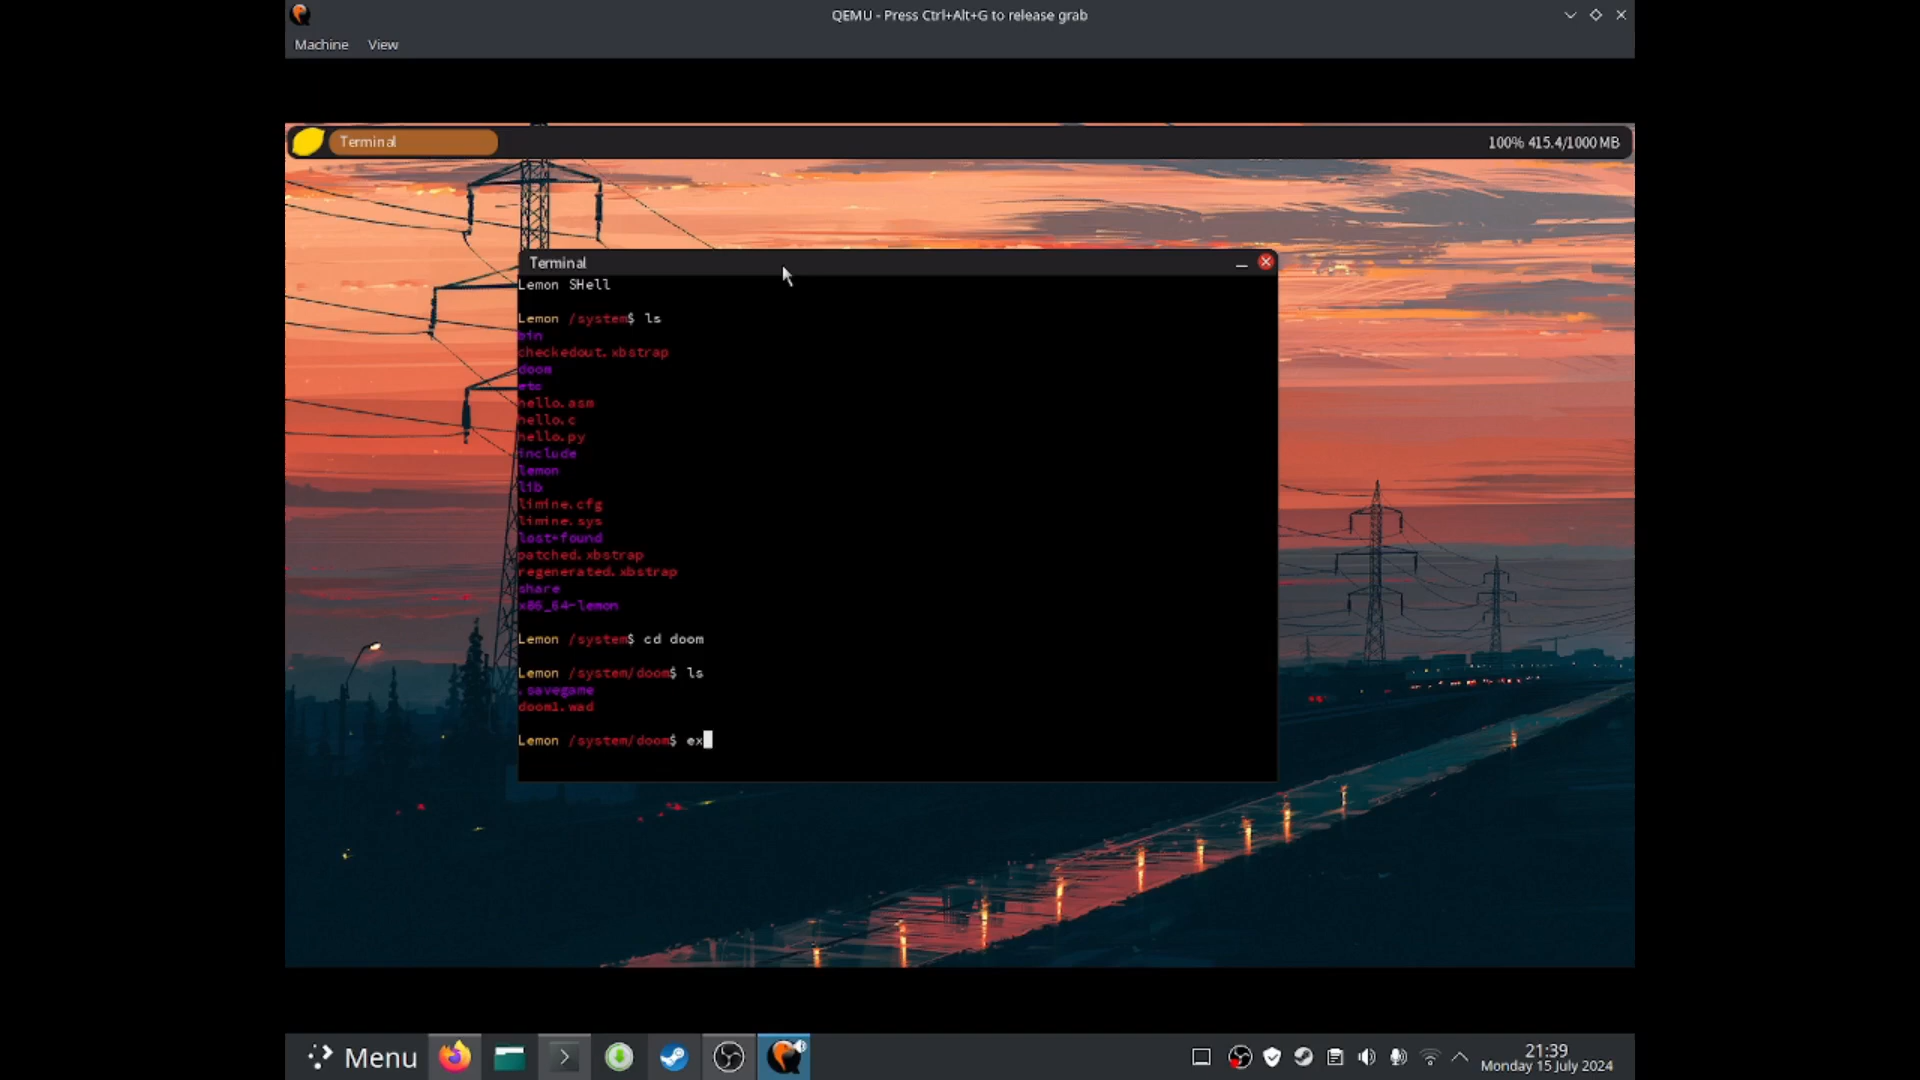 QEMU - Press Ctrl+Alt+G to release grab
Machine View
Terminal
100% 415.4/1000 MB
Terminal
Lemon SHell
Lemon /system$ ls
bin
checkedout.xbstrap
doom
etc
hello.asm
hello.c
hello.py
include
lemon
lib
limine.cfg
limine.sys
lost+found
patched.xbstrap
regenerated.xbstrap
share
x86_64-lemon
Lemon /system$ cd doom
Lemon /system/doom$ ls
.savegame
doom1.wad
Lemon /system/doom$ ex
Menu
21:39
Monday 15 July 2024